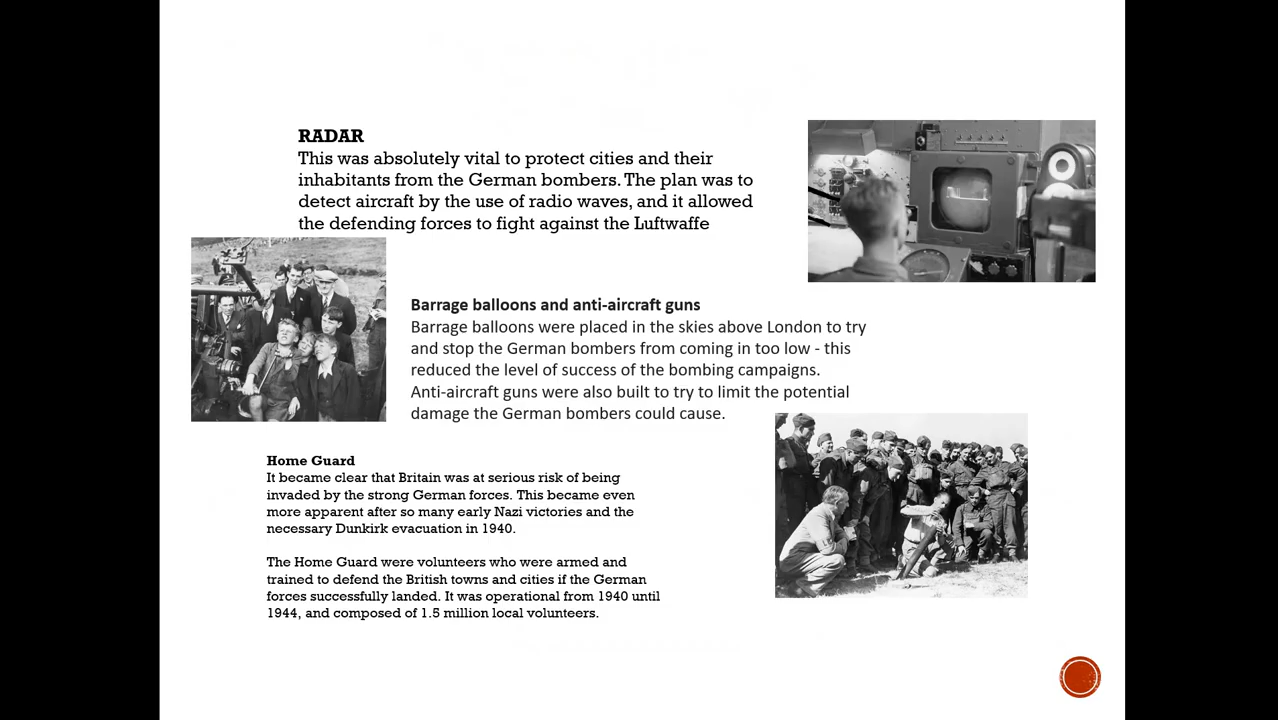 RADAR
This was absolutely vital to protect cities and their
inhabitants from the German bombers. The plan was to
detect aircraft by the use of radio waves, and it allowed
the defending forces to fight against the Luftwaffe
Barrage balloons and anti-aircraft guns
Barrage balloons were placed in the skies above London to try
and stop the German bombers from coming in too low - this
reduced the level of success of the bombing campaigns.
Anti-aircraft guns were also built to try to limit the potential
damage the German bombers could cause.
Home Guard
It became clear that Britain was at serious risk of being
invaded by the strong German forces. This became even
more apparent after so many early Nazi victories and the
necessary Dunkirk evacuation in 1940.
The Home Guard were volunteers who were armed and
trained to defend the British towns and cities if the German
forces successfully landed. It was operational from 1940 until
1944, and composed of 1.5 million local volunteers.